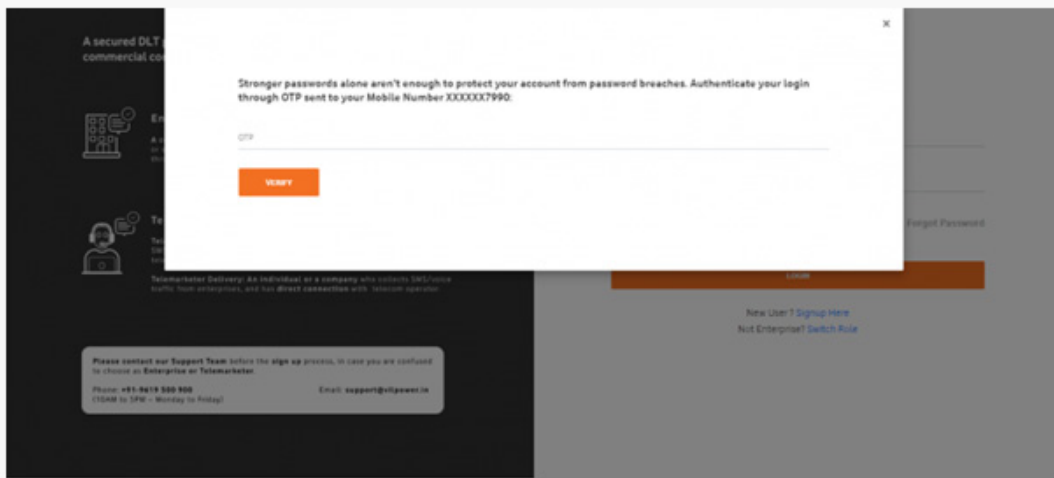 A secured DLT
commercial co
×
Stronger passwords alone aren't enough to protect your account from password breaches. Authenticate your login
through OTP sent to your Mobile Number XXXXXX7990:
OTP
VERIFY
En
Te
Telemarketer Delivery: An individual or a company who collects SMS/voice
traffic from enterprises, and has direct connection with telecom operator.
Please contact our Support Team before the sign up process, in case you are confused
to choose as Enterprise or Telemarketer.
Phone: +91-9619 500 900
Email: support@vilpower.in
(10AM to 5PM – Monday to Friday)
Forgot Password
LOGIN
New User ? Signup Here
Not Enterprise? Switch Role